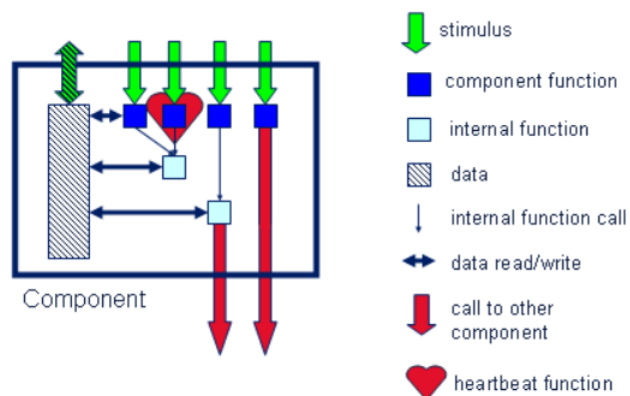 stimulus
component function
internal function
data
internal function call
data read/write
call to other
component
heartbeat function
Component